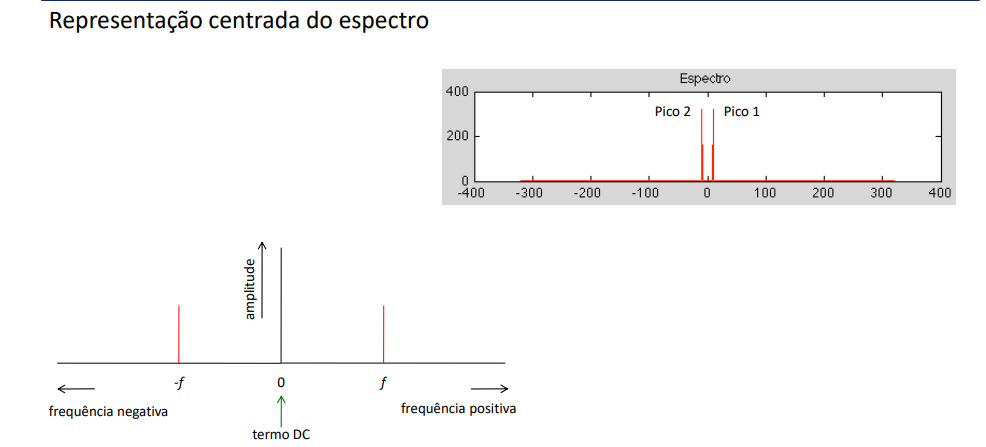 Representação centrada do espectro
Espectro
400
200
0
Pico 2
Pico 1
-400
-300
-200
-100
0
100
200
300
400
amplitude
-f
0
f
frequência negativa
frequência positiva
termo DC